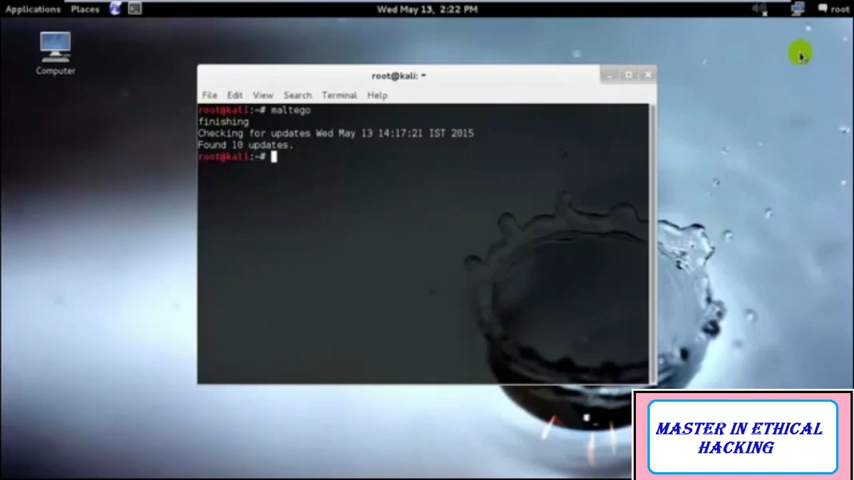 Applications Places Wed May 13, 2:22 PM root
Computer
root@kali: ~
File Edit View Search Terminal Help
root@kali:~# maltego
finishing
Checking for updates Wed May 13 14:17:21 IST 2015
Found 10 updates.
root@kali:~#
MASTER IN ETHICAL
HACKING